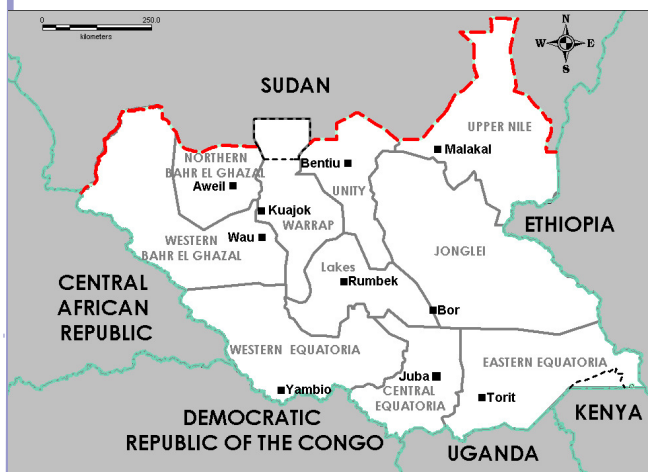 0 250.0
kilometers
N
W E
S
SUDAN
UPPER NILE
Malakal
NORTHERN
BAHR EL GHAZAL
Aweil
Bentiu
UNITY
Kuajok
WARRAP
ETHIOPIA
WESTERN
BAHR EL GHAZAL
Wau
JONGLEI
CENTRAL
AFRICAN
REPUBLIC
Lakes
Rumbek
Bor
WESTERN EQUATORIA
EASTERN EQUATORIA
Yambio
Juba
CENTRAL
EQUATORIA
Torit
DEMOCRATIC
REPUBLIC OF THE CONGO
KENYA
UGANDA